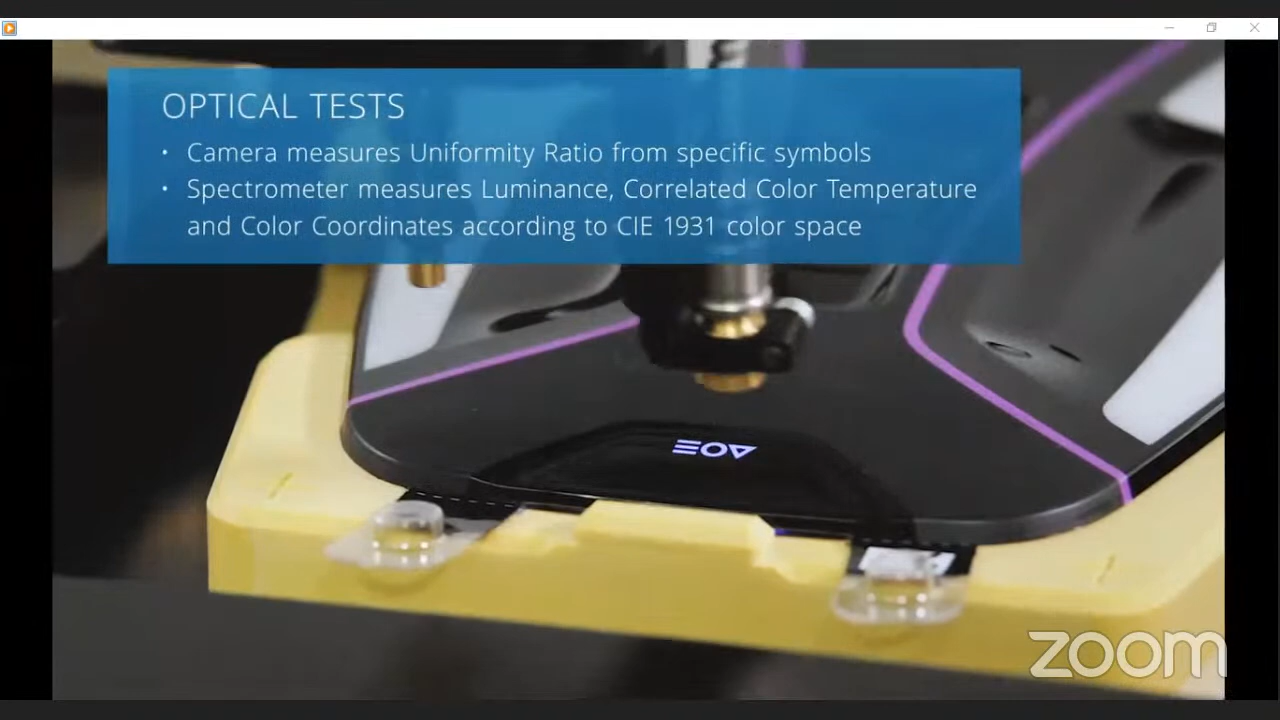 OPTICAL TESTS
• Camera measures Uniformity Ratio from specific symbols
• Spectrometer measures Luminance, Correlated Color Temperature
and Color Coordinates according to CIE 1931 color space
zoom